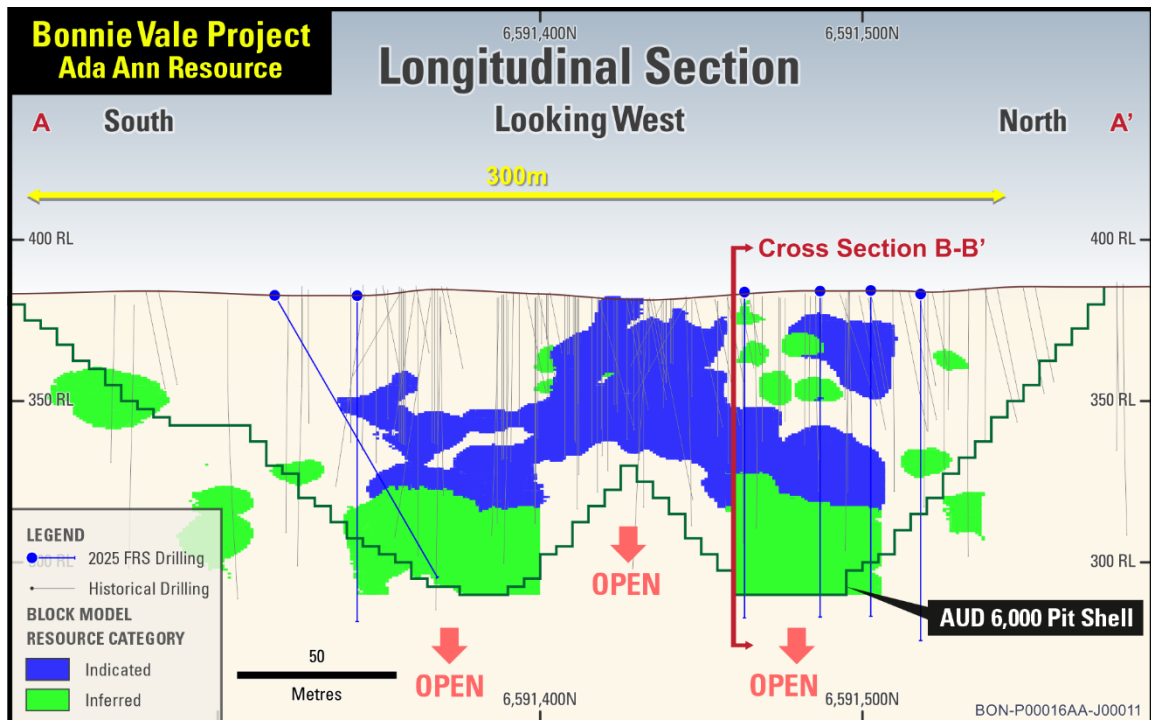 Bonnie Vale Project
Ada Ann Resource
Longitudinal Section
6,591,400N
6,591,500N
A
South
Looking West
North
A'
300m
400 RL
Cross Section B-B'
400 RL
350 RL
350 RL
300 RL
300 RL
OPEN
OPEN
OPEN
AUD 6,000 Pit Shell
LEGEND
2025 FRS Drilling
Historical Drilling
BLOCK MODEL
RESOURCE CATEGORY
Indicated
Inferred
50
Metres
6,591,400N
6,591,500N
BON-P00016AA-J00011